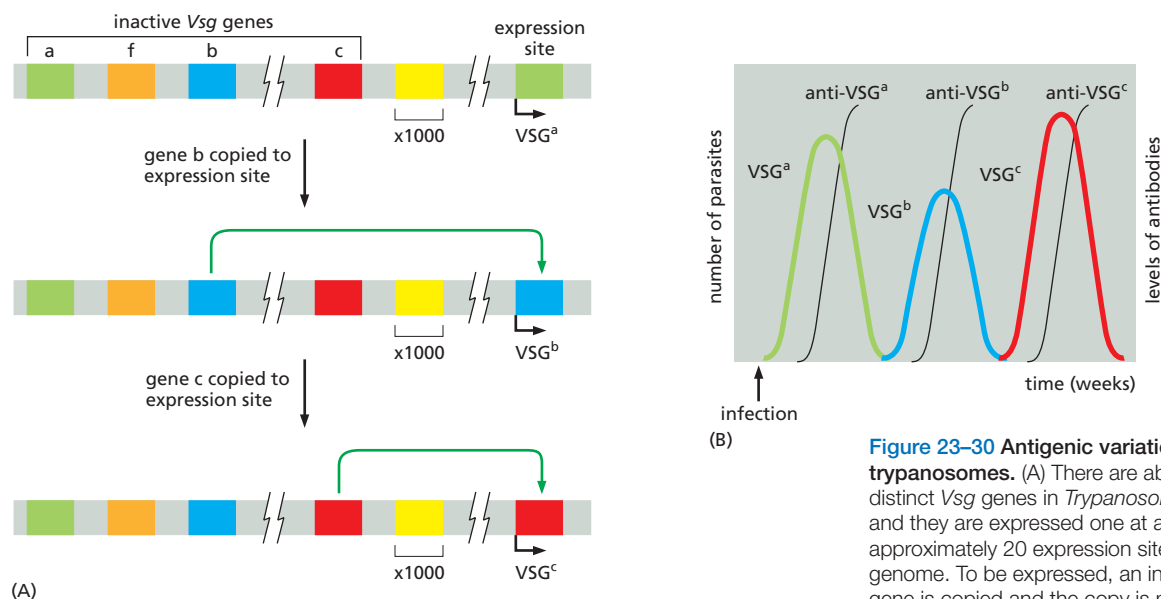 inactive Vsg genes
a f b c
expression
site
x1000
VSGᵃ
gene b copied to
expression site
x1000
VSGᵇ
gene c copied to
expression site
x1000
VSGᶜ
(A)
number of parasites
anti-VSGᵃ
anti-VSGᵇ
anti-VSGᶜ
VSGᵃ
VSGᵇ
VSGᶜ
levels of antibodies
time (weeks)
infection
(B)
Figure 23–30 Antigenic variatio
trypanosomes. (A) There are ab
distinct Vsg genes in Trypanoso
and they are expressed one at a
approximately 20 expression site
genome. To be expressed, an in